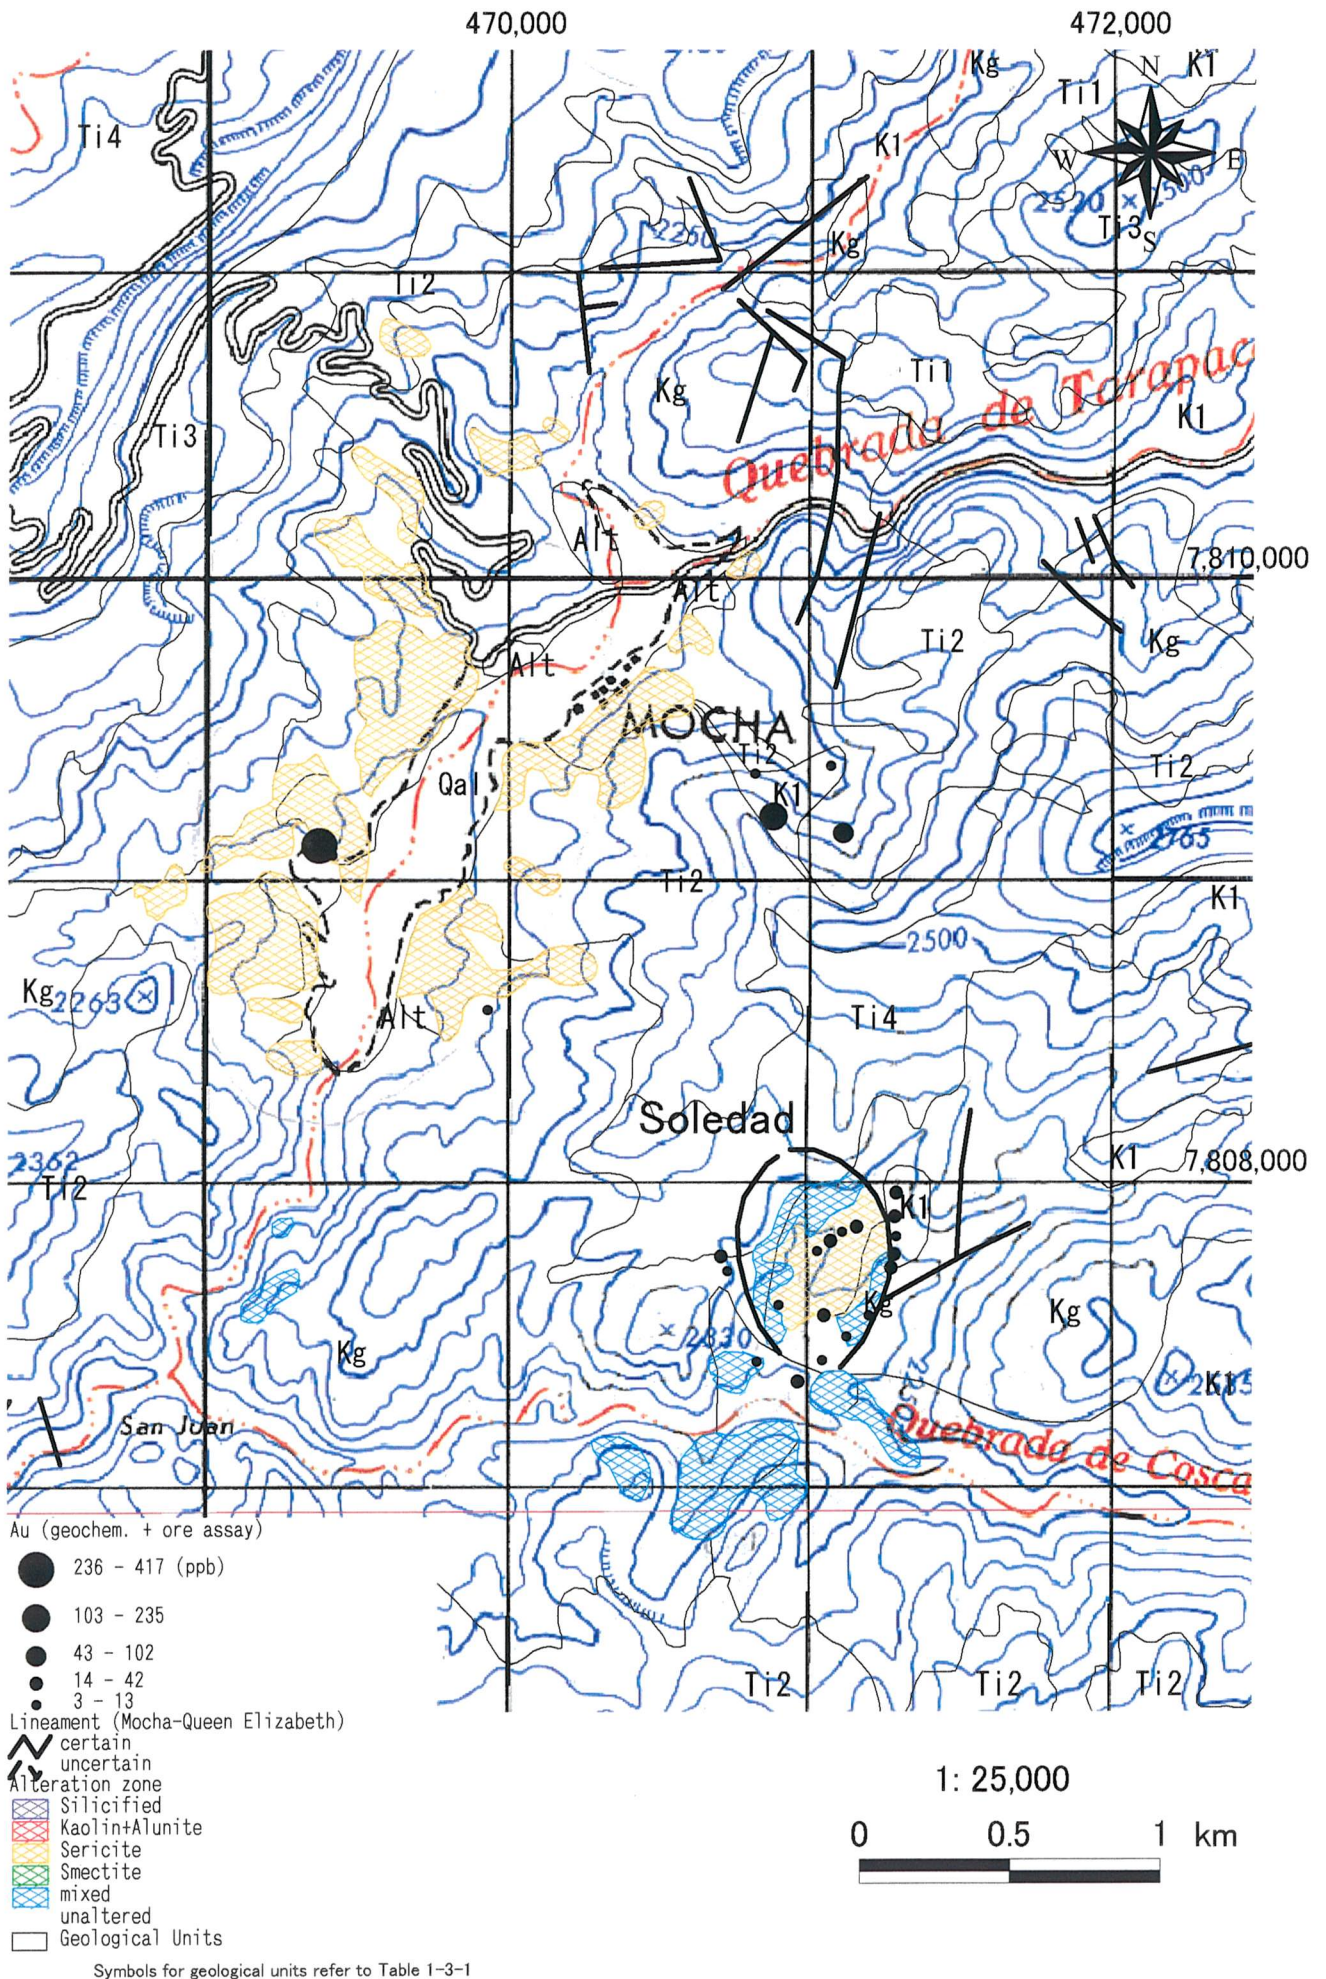 470,000 472,000
Kg K1
N
Ti1
Ti4
K1
W E
2520 2500
Ti3
S
2250
Kg
Ti2
Ti1
Kg
Quebrada de Tarapac
K1
Ti3
Alt
7,810,000
Alt
Ti2 Kg
Alt
MOCHA
Ti2
Ti2
Qal K1
2765
Ti2
K1
2500
Kg 2263
Alt Ti4
Soledad
2362 K1 7,808,000
Ti2
K1
Kg Kg
2830
Kg
K1
San Juan
Quebrada de Cosca
Au (geochem. + ore assay)
236 - 417 (ppb)
103 - 235
43 - 102
14 - 42
3 - 13
Ti2 Ti2 Ti2
Lineament (Mocha-Queen Elizabeth)
certain
uncertain
Alteration zone
Silicified
Kaolin+Alunite
Sericite
Smectite
mixed
unaltered
Geological Units
1: 25,000
0 0.5 1 km
Symbols for geological units refer to Table 1-3-1